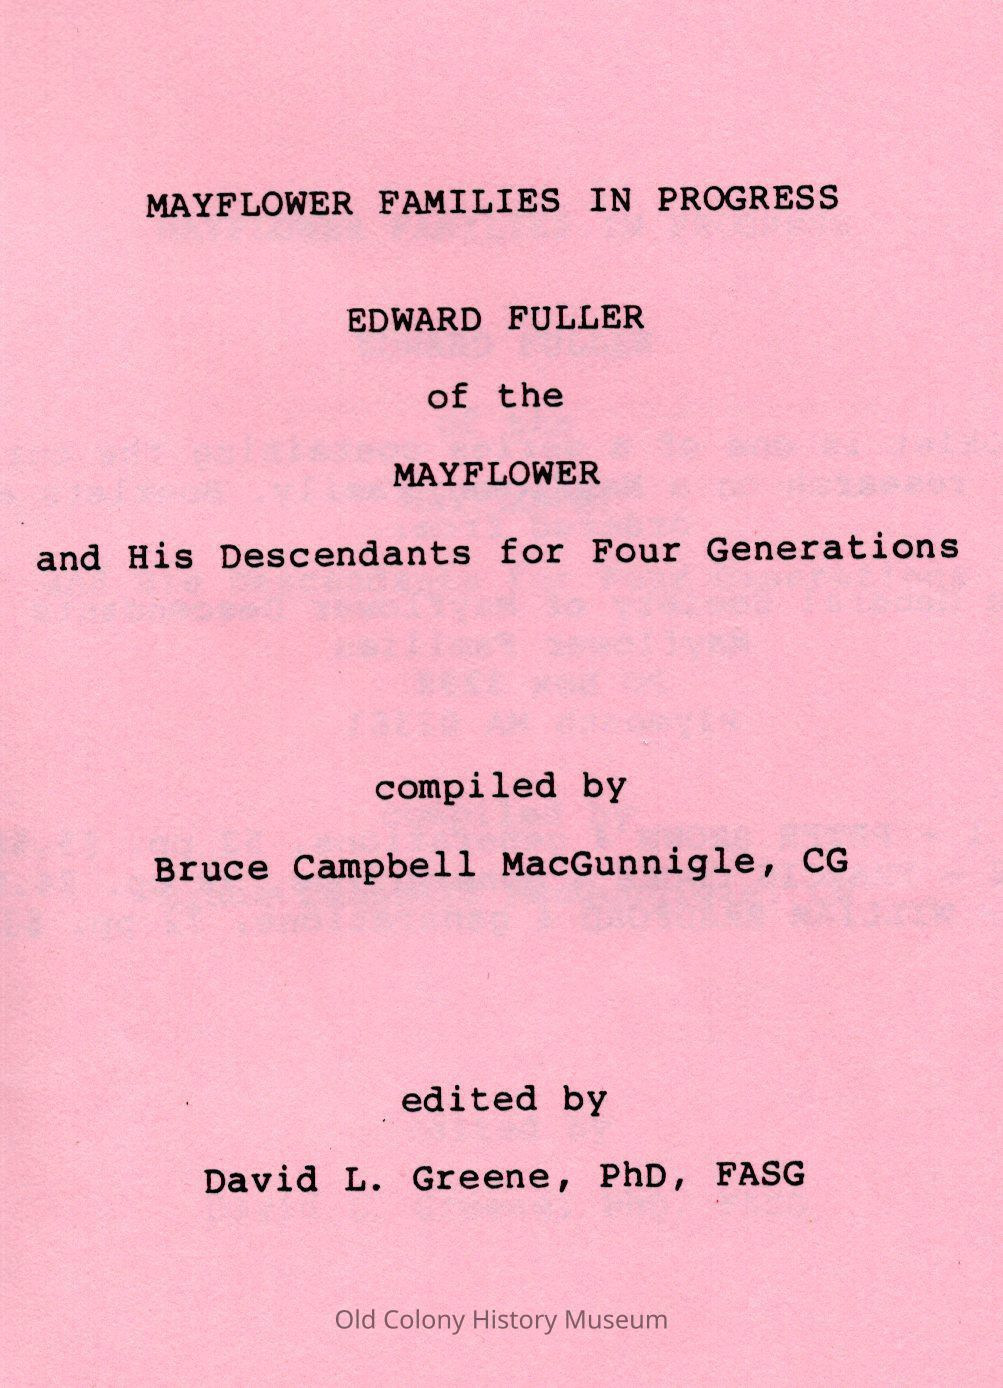 MAYFLOWER FAMILIES IN PROGRESS
EDWARD FULLER
of the
MAYFLOWER
and His Descendants for Four Generations
compiled by
Bruce Campbell MacGunnigle, CG
edited by
David L. Greene, PhD, FASG
Old Colony History Museum